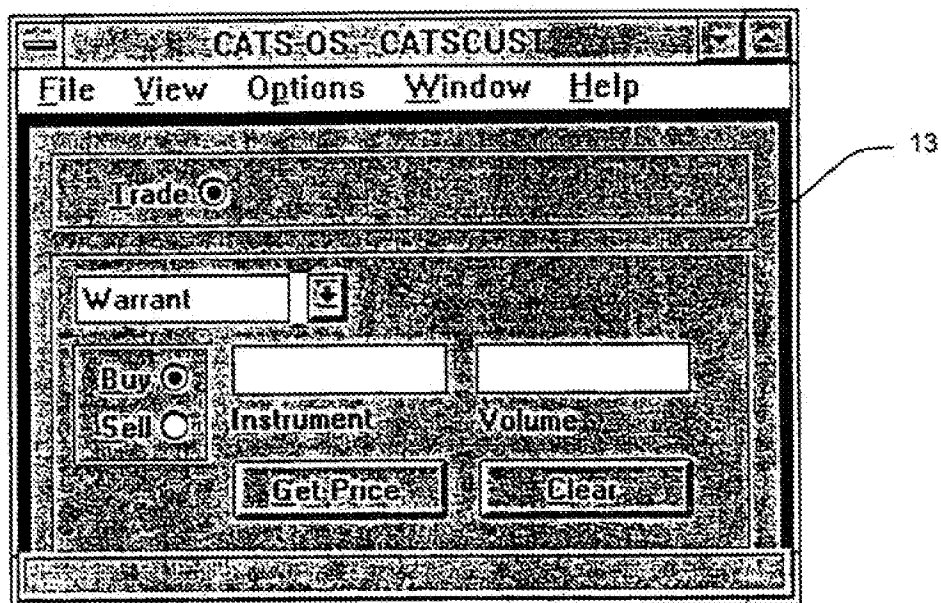 CATS-OS - CATSCUST
File View Options Window Help
13
Trade
Warrant
Buy
Sell
Instrument Volume
Get Price Clear